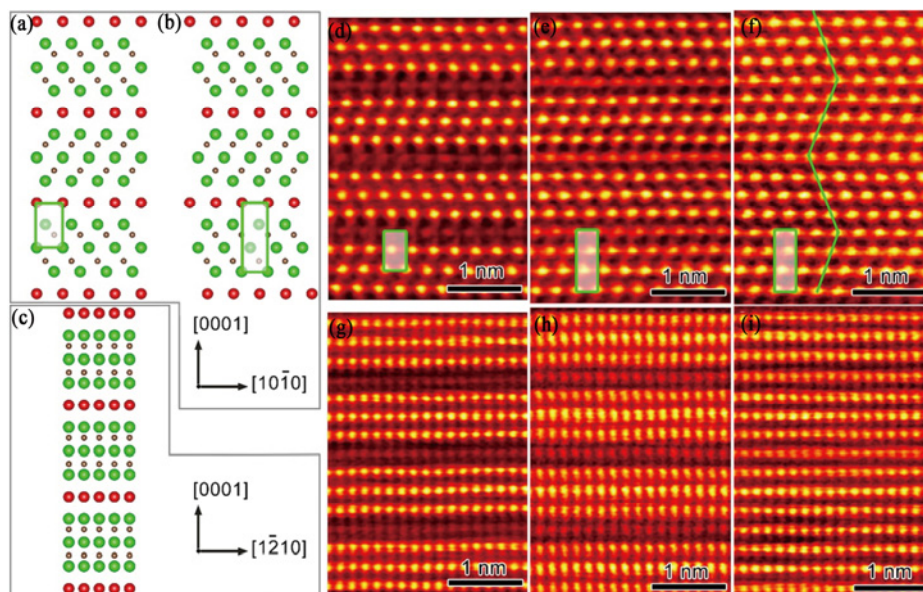 (a)
(b)
(c)
[0001]
[101̄0]
[0001]
[12̄10]
(d)
1 nm
(e)
1 nm
(f)
1 nm
(g)
1 nm
(h)
1 nm
(i)
1 nm